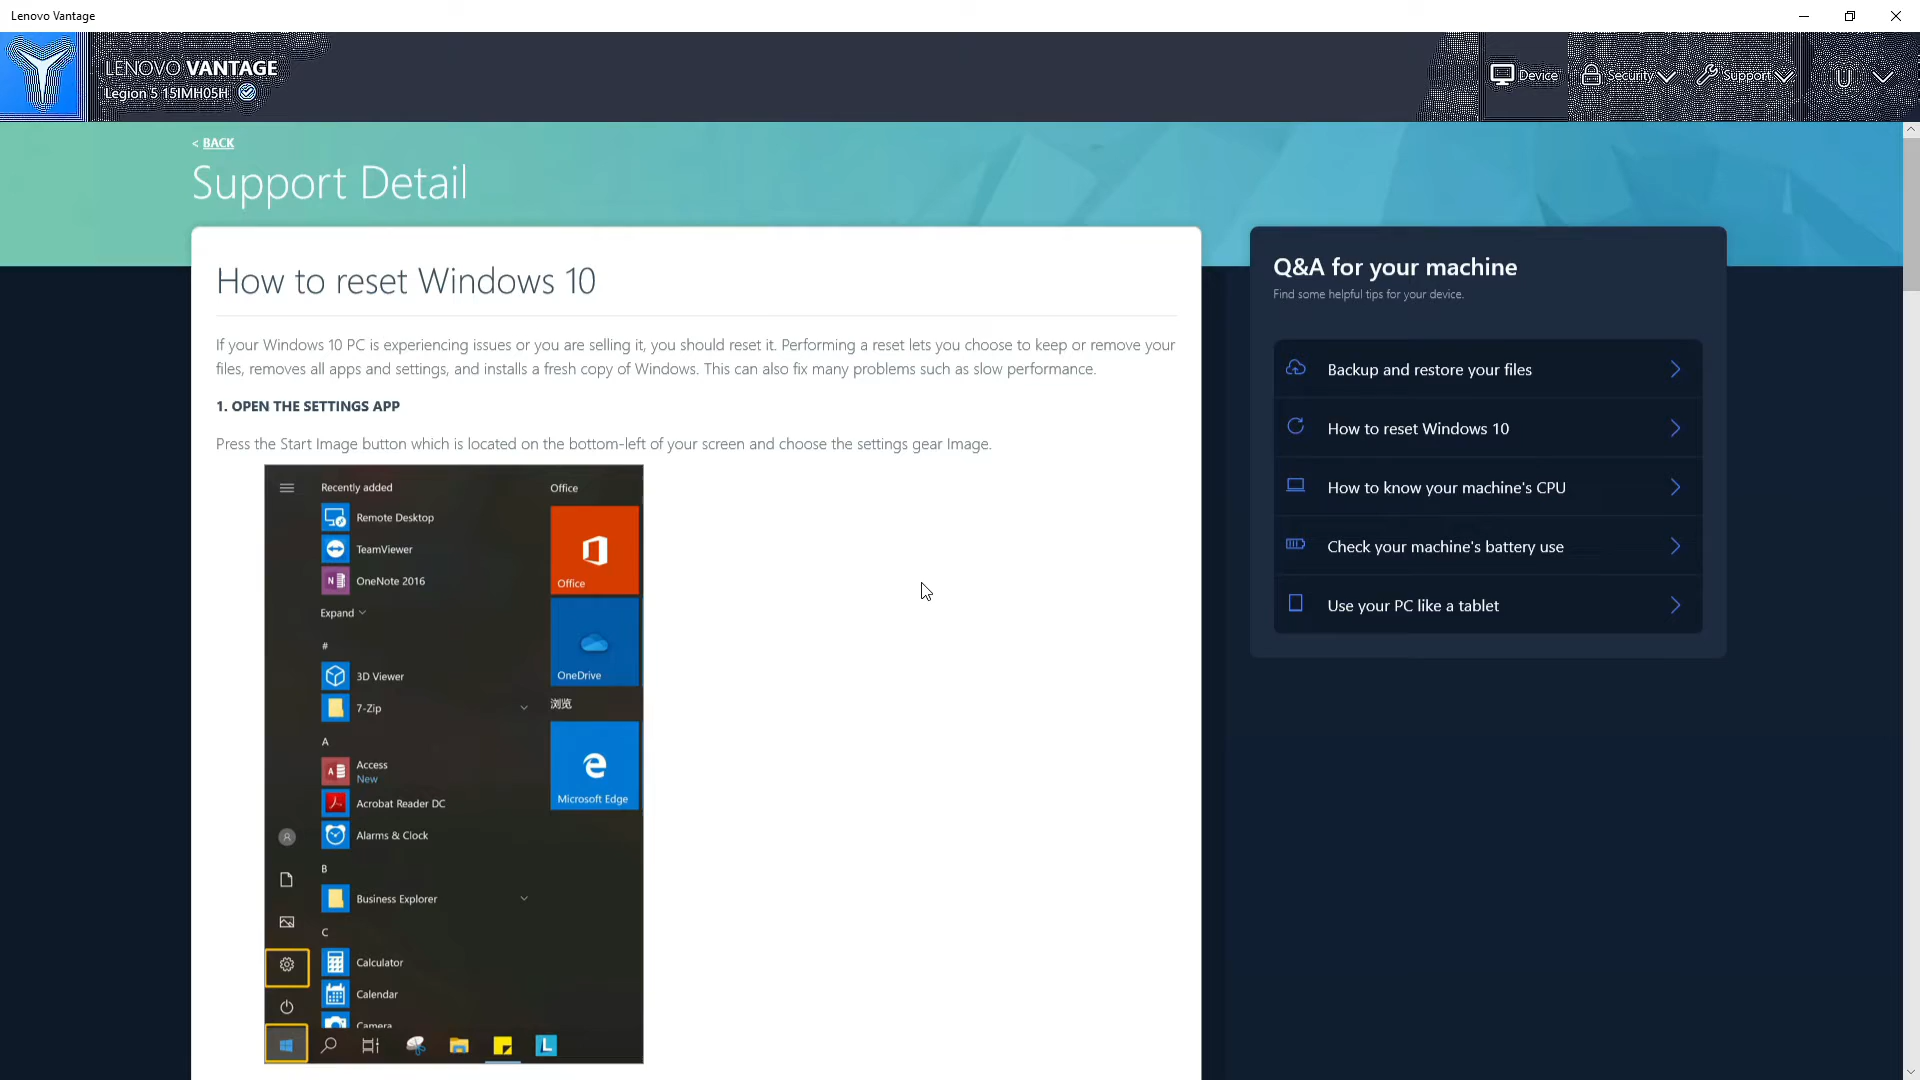 Lenovo Vantage
LENOVO VANTAGE
Legion 5 15IMH05H
Device
Security
Support
U
< BACK
Support Detail
How to reset Windows 10
If your Windows 10 PC is experiencing issues or you are selling it, you should reset it. Performing a reset lets you choose to keep or remove your
files, removes all apps and settings, and installs a fresh copy of Windows. This can also fix many problems such as slow performance.
1. OPEN THE SETTINGS APP
Press the Start Image button which is located on the bottom-left of your screen and choose the settings gear Image.
Recently added
Remote Desktop
TeamViewer
OneNote 2016
Expand
#
3D Viewer
7-Zip
A
Access
New
Acrobat Reader DC
Alarms & Clock
B
Business Explorer
C
Calculator
Calendar
Camera
Office
Office
OneDrive
浏览
Microsoft Edge
L
Q&A for your machine
Find some helpful tips for your device.
Backup and restore your files
How to reset Windows 10
How to know your machine's CPU
Check your machine's battery use
Use your PC like a tablet